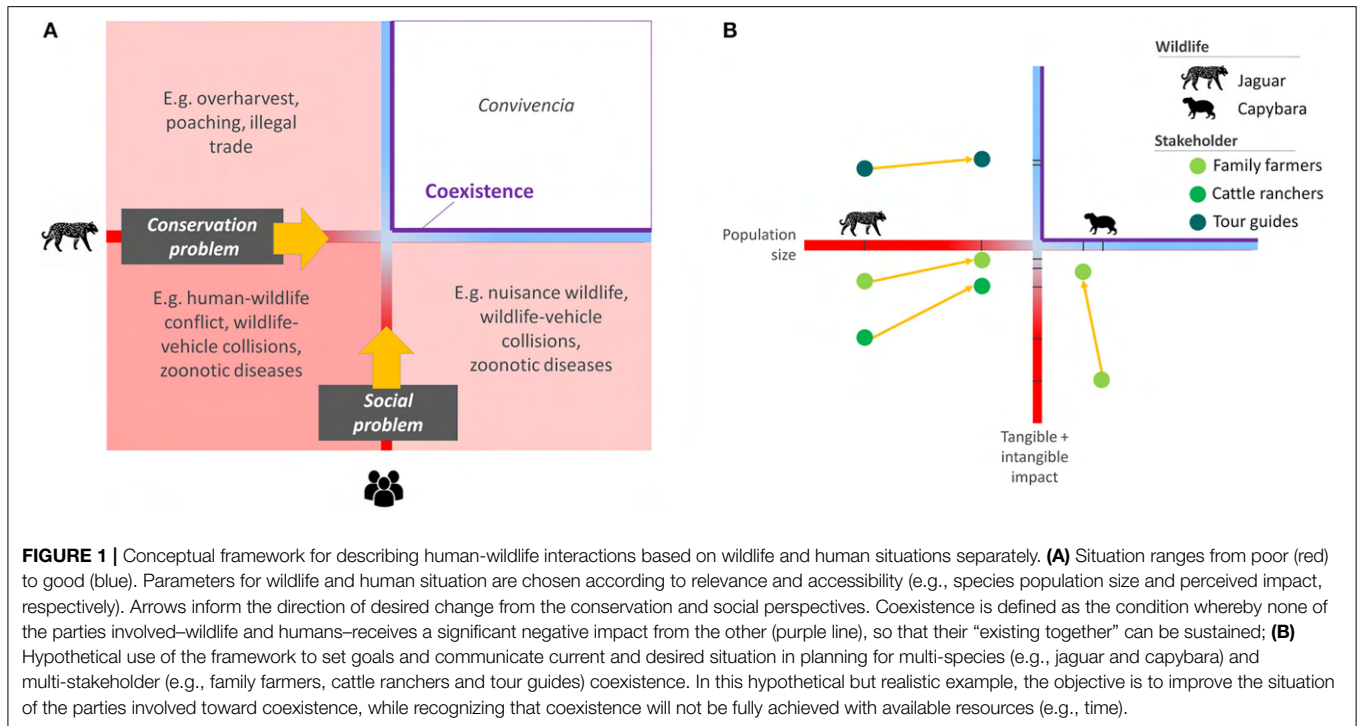 A
E.g. overharvest,
poaching, illegal
trade
Convivencia
Coexistence
Conservation
problem
E.g. human-wildlife
conflict, wildlife-
vehicle collisions,
zoonotic diseases
E.g. nuisance wildlife,
wildlife-vehicle
collisions,
zoonotic diseases
Social
problem
B
Wildlife
Jaguar
Capybara
Stakeholder
Family farmers
Cattle ranchers
Tour guides
Population
size
Tangible +
intangible
impact
FIGURE 1 | Conceptual framework for describing human-wildlife interactions based on wildlife and human situations separately. (A) Situation ranges from poor (red)
to good (blue). Parameters for wildlife and human situation are chosen according to relevance and accessibility (e.g., species population size and perceived impact,
respectively). Arrows inform the direction of desired change from the conservation and social perspectives. Coexistence is defined as the condition whereby none of
the parties involved–wildlife and humans–receives a significant negative impact from the other (purple line), so that their “existing together” can be sustained; (B)
Hypothetical use of the framework to set goals and communicate current and desired situation in planning for multi-species (e.g., jaguar and capybara) and
multi-stakeholder (e.g., family farmers, cattle ranchers and tour guides) coexistence. In this hypothetical but realistic example, the objective is to improve the situation
of the parties involved toward coexistence, while recognizing that coexistence will not be fully achieved with available resources (e.g., time).